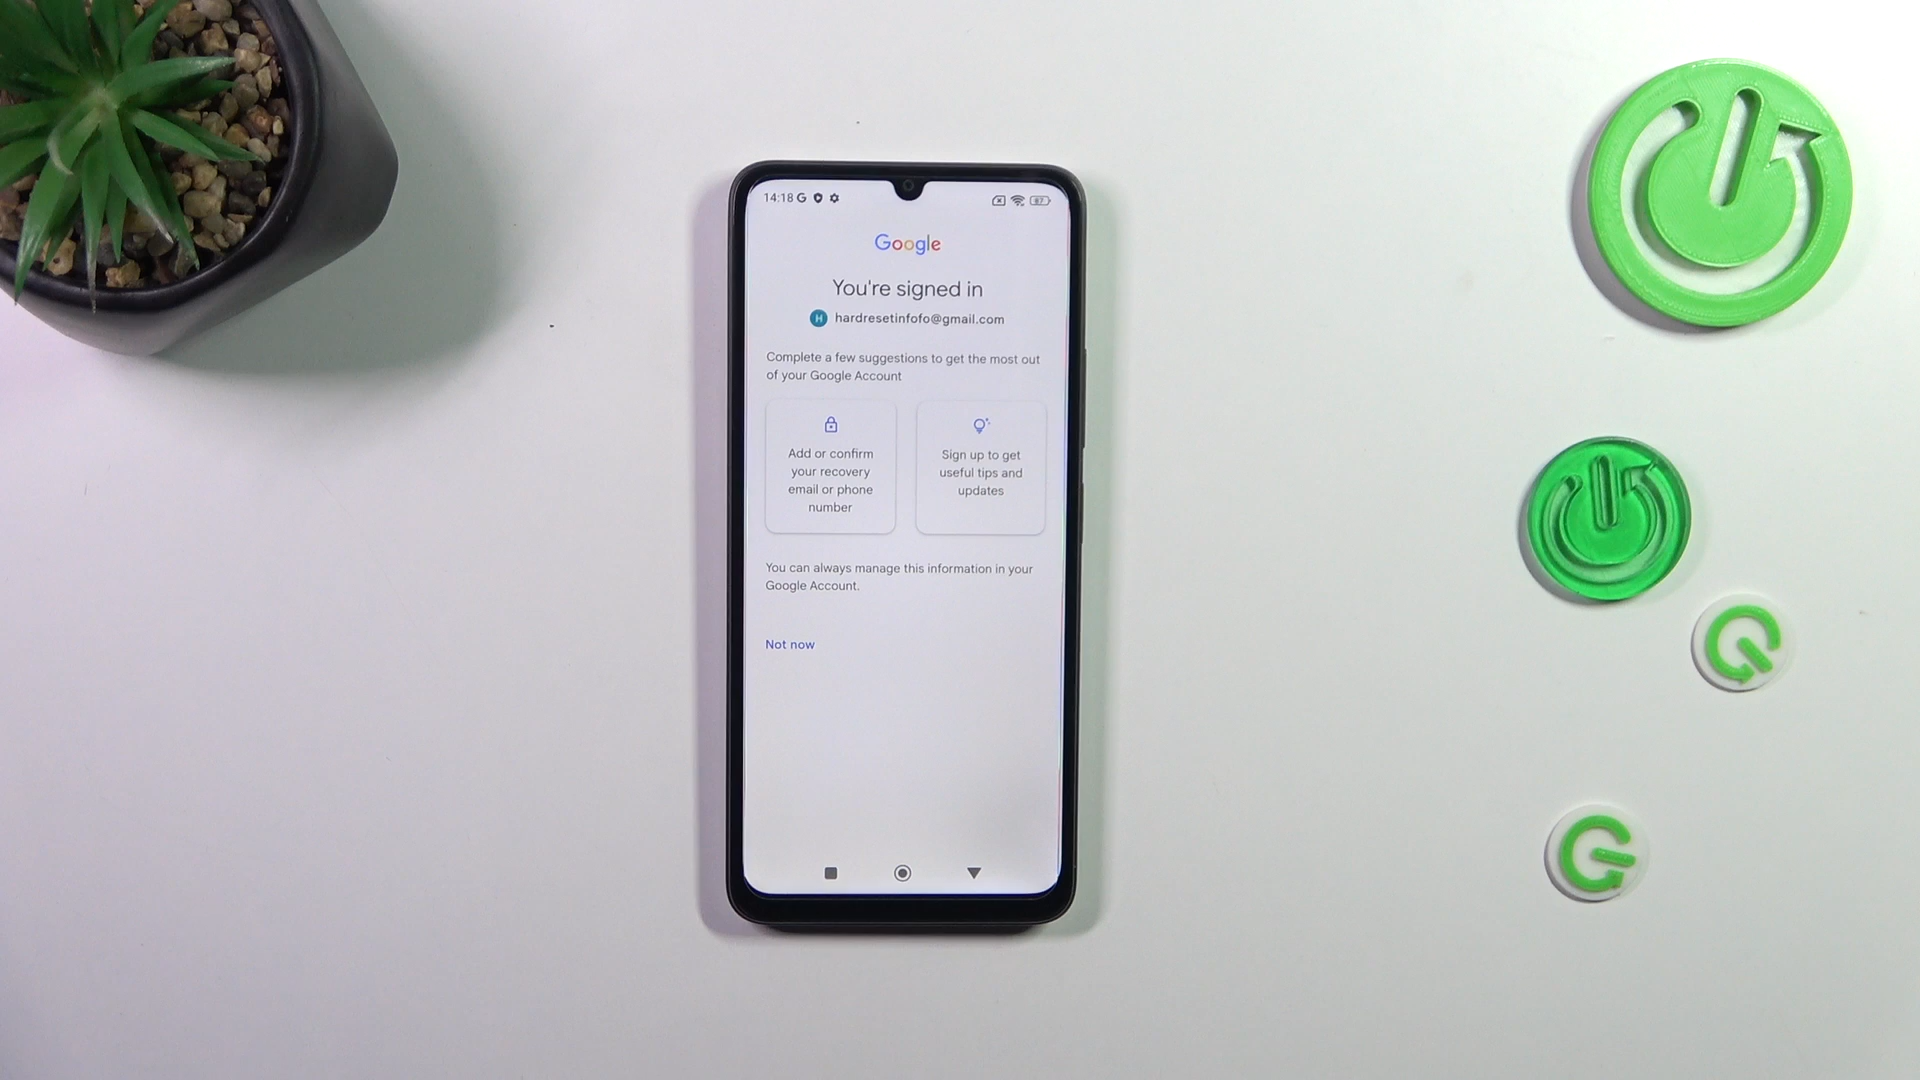 14:18 G
87
Google
You're signed in
H hardresetinfofo@gmail.com
Complete a few suggestions to get the most out
of your Google Account
Add or confirm
your recovery
email or phone
number
Sign up to get
useful tips and
updates
You can always manage this information in your
Google Account.
Not now